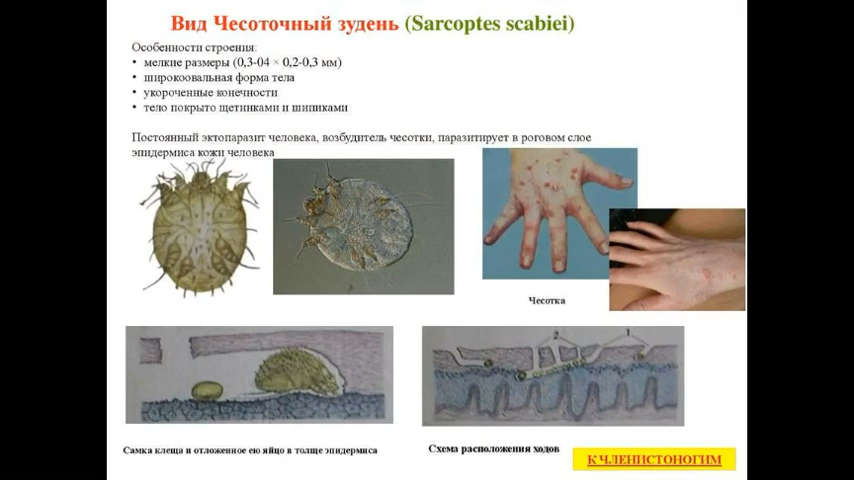 Вид Чесоточный зудень (Sarcoptes scabiei)
Особенности строения:
• мелкие размеры (0,3-04 × 0,2-0,3 мм)
• широкоовальная форма тела
• укороченные конечности
• тело покрыто щетинками и шипиками
Постоянный эктопаразит человека, возбудитель чесотки, паразитирует в роговом слое
эпидермиса кожи человека
Чесотка
2 1
Самка клеща и отложенное ею яйцо в толще эпидермиса
Схема расположения ходов
К ЧЛЕНИСТОНОГИМ